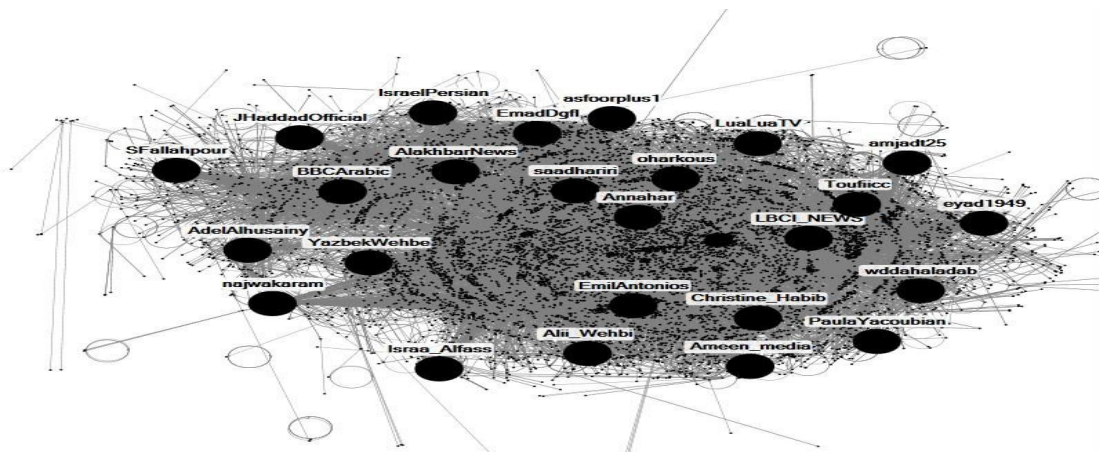 IsraelPersian
asfoorplus1
EmadDgfl
JHaddadOfficial
LuaLuaTV
amjadt25
SFallahpour
AlakhbarNews
oharkous
BBCArabic
saadhariri
Toufiicc
Annahar
eyad1949
LBCI_NEWS
AdelAlhusainy
YazbekWehbe
wddahaladab
najwakaram
EmilAntonios
Christine_Habib
PaulaYacoubian
Alii_Wehbi
Ameen_media
Israa_Alfass